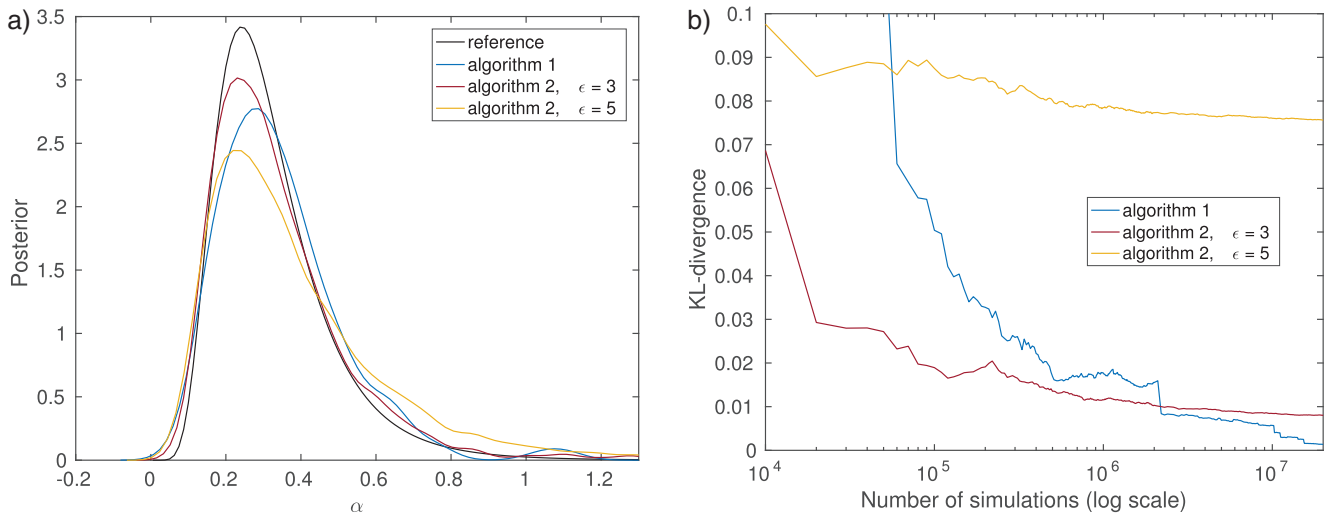 a)
3.5
3
2.5
2
1.5
1
0.5
0
Posterior
-0.2
0
0.2
0.4
0.6
0.8
1
1.2
α
reference
algorithm 1
algorithm 2, ϵ = 3
algorithm 2, ϵ = 5
b)
0.1
0.09
0.08
0.07
0.06
0.05
0.04
0.03
0.02
0.01
0
KL-divergence
10^4
10^5
10^6
10^7
Number of simulations (log scale)
algorithm 1
algorithm 2, ϵ = 3
algorithm 2, ϵ = 5